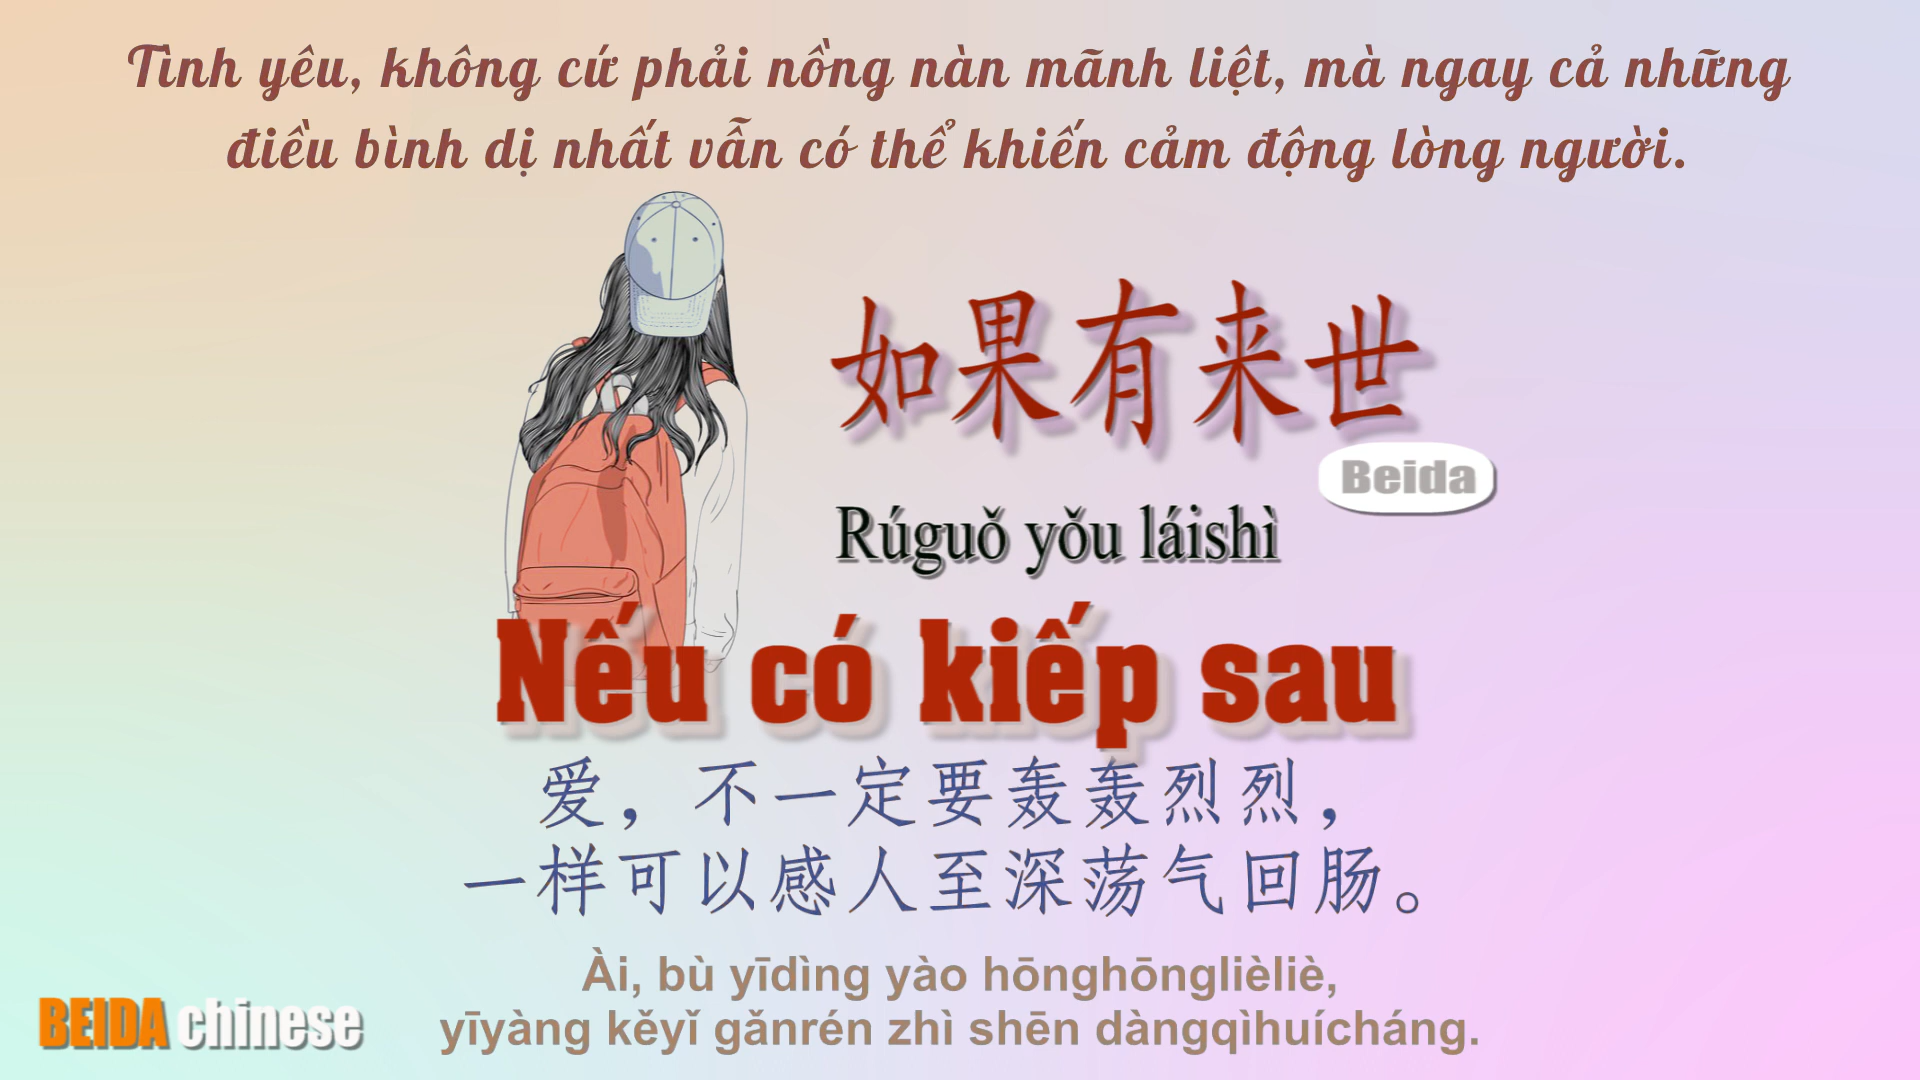 Tình yêu, không cứ phải nồng nàn mãnh liệt, mà ngay cả những
điều bình dị nhất vẫn có thể khiến cảm động lòng người.
如果有来世
Beida
Rúguǒ yǒu láishì
Nếu có kiếp sau
爱，不一定要轰轰烈烈，
一样可以感人至深荡气回肠。
Ài, bù yīdìng yào hōnghōnglièliè,
yīyàng kěyǐ gǎnrén zhì shēn dàngqìhuícháng.
BEIDA chinese